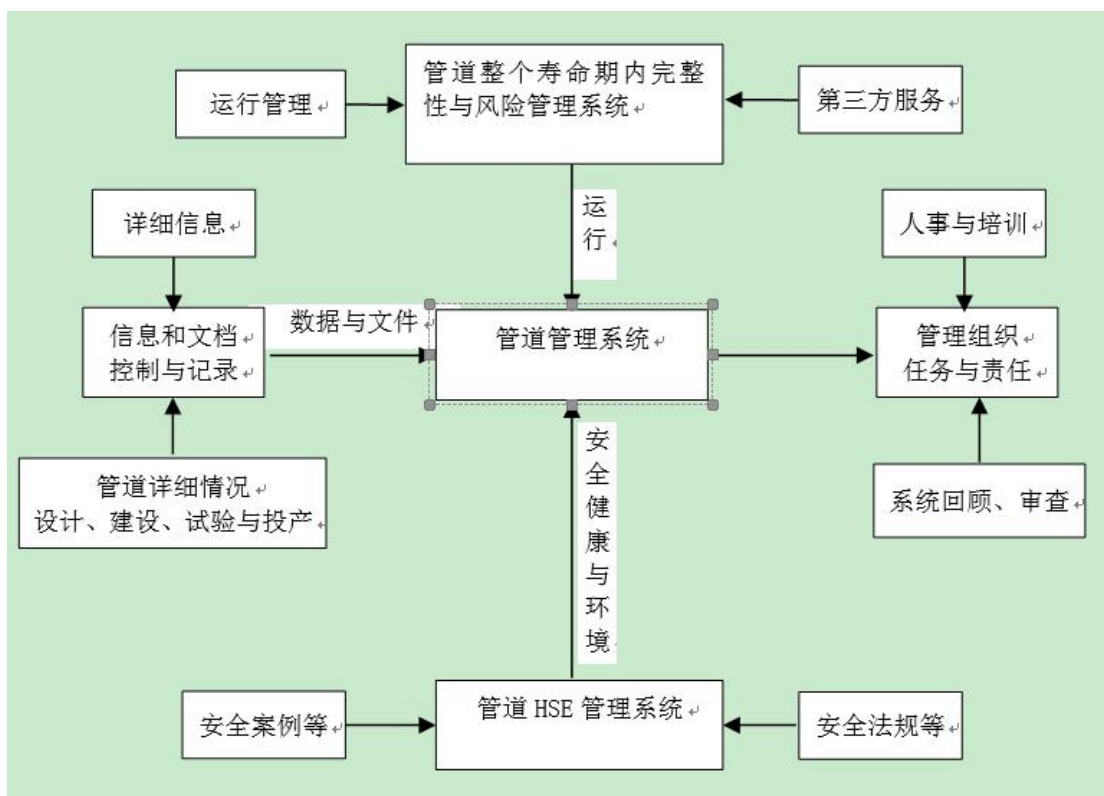 管道整个寿命期内完整
性与风险管理系统
运行管理
第三方服务
运行
详细信息
人事与培训
信息和文档
控制与记录
数据与文件
管道管理系统
管理组织
任务与责任
管道详细情况
设计、建设、试验与投产
安全健康与环境
系统回顾、审查
管道 HSE 管理系统
安全案例等
安全法规等